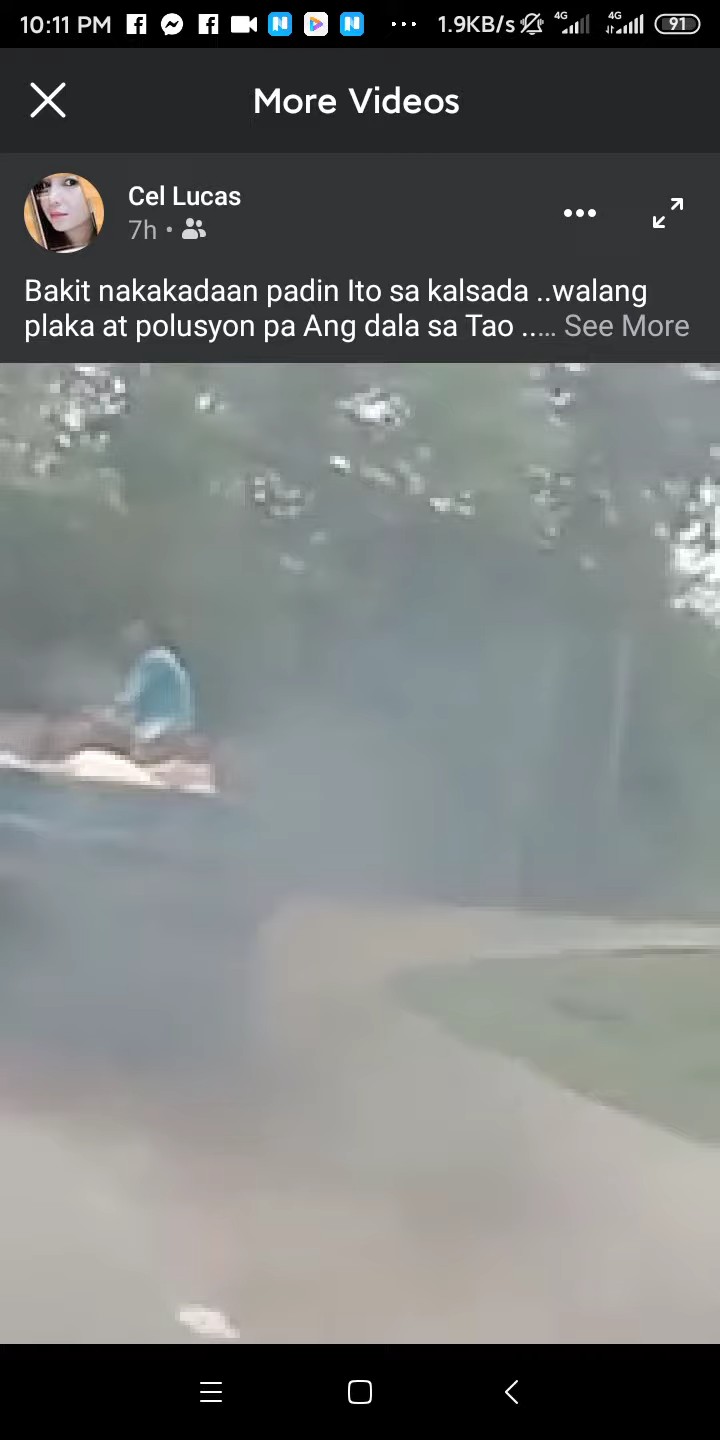 10:11 PM ... 1.9KB/s 4G 4G 91
More Videos
Cel Lucas
7h •
Bakit nakakadaan padin Ito sa kalsada ..walang
plaka at polusyon pa Ang dala sa Tao ..... See More